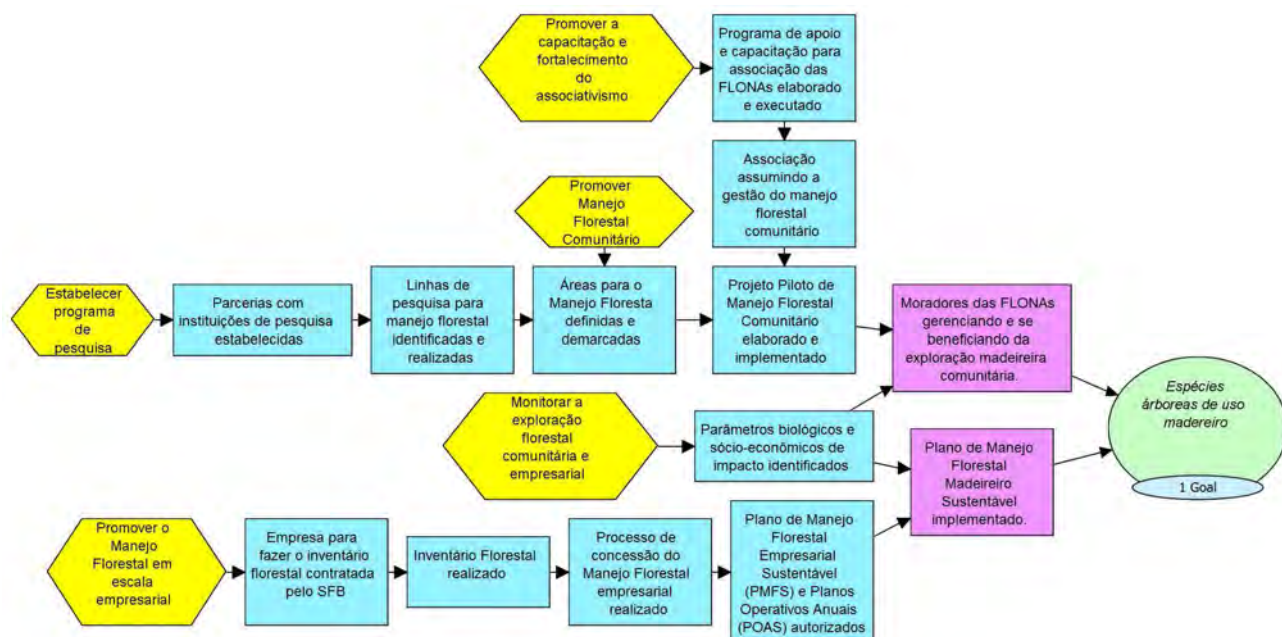 Promover a
capacitação e
fortalecimento
do
associativismo
Programa de apoio
e capacitação para
associação das
FLONAs elaborado
e executado
Associação
assumindo a
gestão do manejo
florestal
comunitário
Promover
Manejo
Florestal
Comunitário
Estabelecer
programa
de
pesquisa
Parcerias com
instituições de pesquisa
estabelecidas
Linhas de
pesquisa para
manejo florestal
identificadas e
realizadas
Áreas para o
Manejo Floresta
definidas e
demarcadas
Projeto Piloto de
Manejo Florestal
Comunitário
elaborado e
implementado
Moradores das FLONAs
gerenciando e se
beneficiando da
exploração madeireira
comunitária.
Espécies
árboreas de uso
madereiro
1 Goal
Monitorar a
exploração
florestal
comunitária e
empresarial
Parâmetros biológicos e
sócio-econômicos de
impacto identificados
Plano de Manejo
Florestal
Madeireiro
Sustentável
implementado.
Promover o
Manejo
Florestal em
escala
empresarial
Empresa para
fazer o inventário
florestal contratada
pelo SFB
Inventário Florestal
realizado
Processo de
concessão do
Manejo Florestal
empresarial
realizado
Plano de Manejo
Florestal
Empresarial
Sustentável
(PMFS) e Planos
Operativos Anuais
(POAS) autorizados